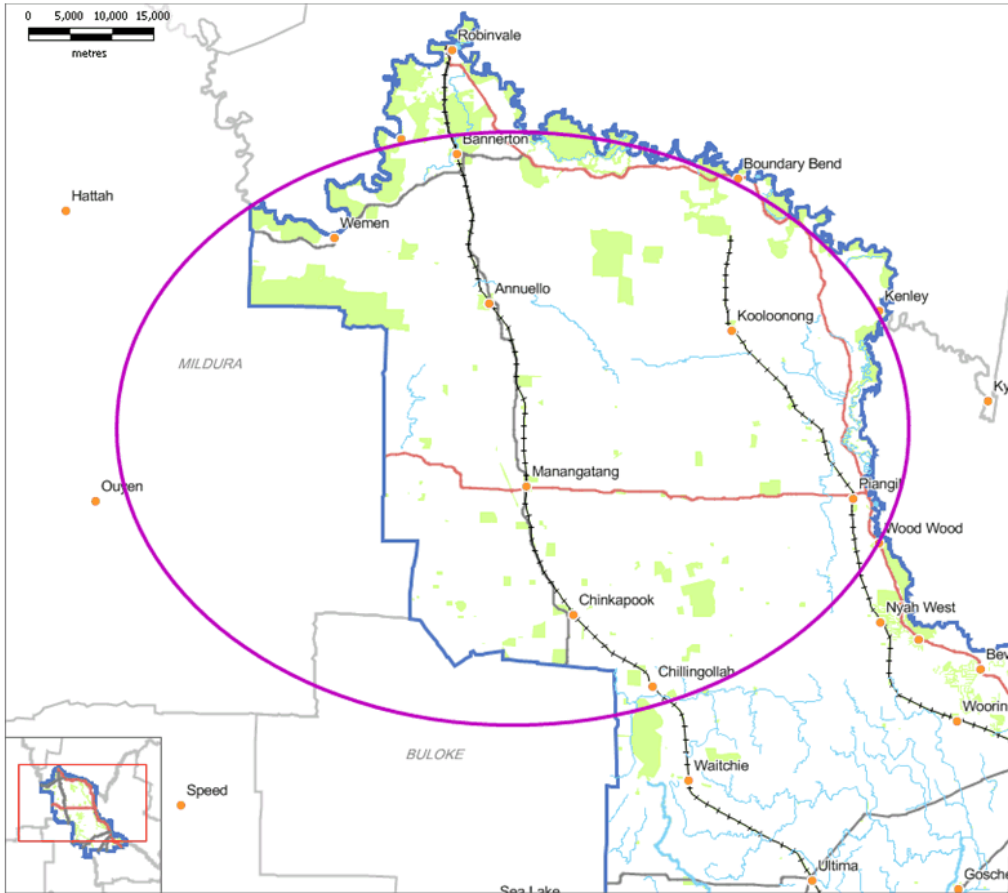 0 5,000 10,000 15,000
metres
Robinvale
Bannerton
Boundary Bend
Hattah
Wemen
Annuello
Kenley
Kooloonong
MILDURA
Ky
Manangatang
Ouyen
Piangil
Wood Wood
Chinkapook
Nyah West
Bev
Chillingollah
Woorin
BULOKE
Waitchie
Speed
Ultima
Gosche
Sea Lake